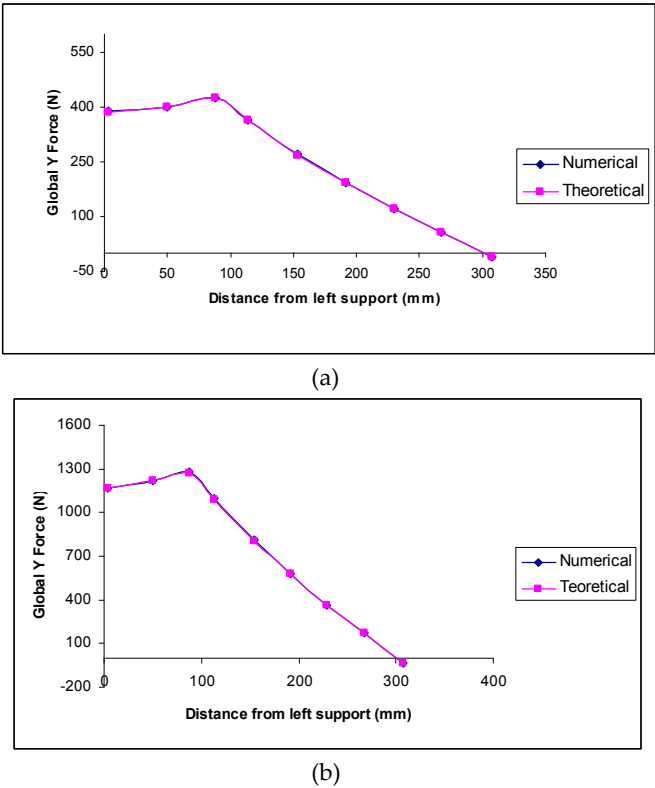 550
400
250
100
-50
Global Y Force (N)
0 50 100 150 200 250 300 350
Distance from left support (mm)
Numerical
Theoretical
(a)
1600
1300
1000
700
400
100
-200
Global Y Force (N)
0 100 200 300 400
Distance from left support (mm)
Numerical
Teoretical
(b)